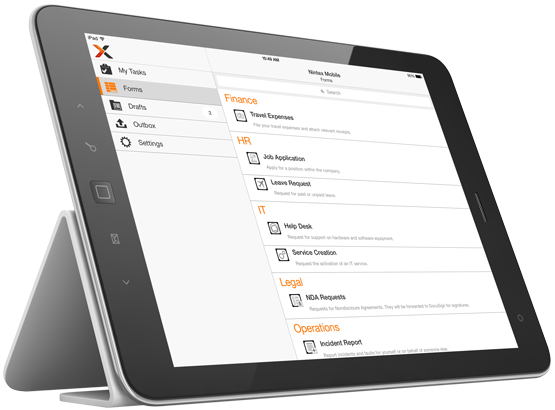 iPad
10:49 AM
90%
Nintex Mobile
Forms
Search
My Tasks
Forms
Drafts
2
Outbox
Settings
Finance
Travel Expenses
File your travel expenses and attach relevant receipts.
HR
Job Application
Apply for a position within the company.
Leave Request
Request for paid or unpaid leave.
IT
Help Desk
Request for support on hardware and software equipment.
Service Creation
Request the activation of an IT service.
Legal
NDA Requests
Requests for Nondisclosure Agreements. They will be forwarded to DocuSign for signatures.
Operations
Incident Report
Report incidents and faults for yourself or on behalf of someone else.